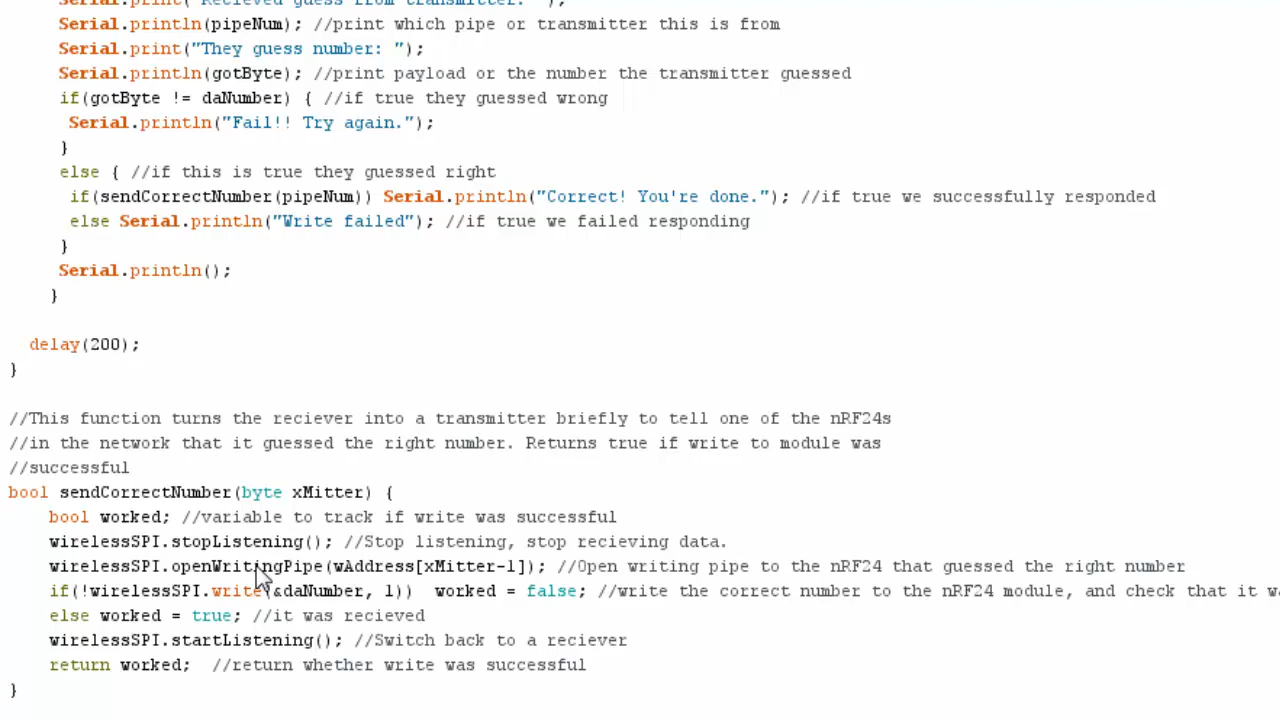 Serial.print("Recieved guess from transmitter: ");
Serial.println(pipeNum); //print which pipe or transmitter this is from
Serial.print("They guess number: ");
Serial.println(gotByte); //print payload or the number the transmitter guessed
if(gotByte != daNumber) { //if true they guessed wrong
Serial.println("Fail!! Try again.");
}
else { //if this is true they guessed right
if(sendCorrectNumber(pipeNum)) Serial.println("Correct! You're done."); //if true we successfully responded
else Serial.println("Write failed"); //if true we failed responding
}
Serial.println();
}
delay(200);
}
//This function turns the reciever into a transmitter briefly to tell one of the nRF24s
//in the network that it guessed the right number. Returns true if write to module was
//successful
bool sendCorrectNumber(byte xMitter) {
bool worked; //variable to track if write was successful
wirelessSPI.stopListening(); //Stop listening, stop recieving data.
wirelessSPI.openWritingPipe(wAddress[xMitter-1]); //Open writing pipe to the nRF24 that guessed the right number
if(!wirelessSPI.write(&daNumber, 1))  worked = false; //write the correct number to the nRF24 module, and check that it
else worked = true; //it was recieved
wirelessSPI.startListening(); //Switch back to a reciever
return worked;  //return whether write was successful
}